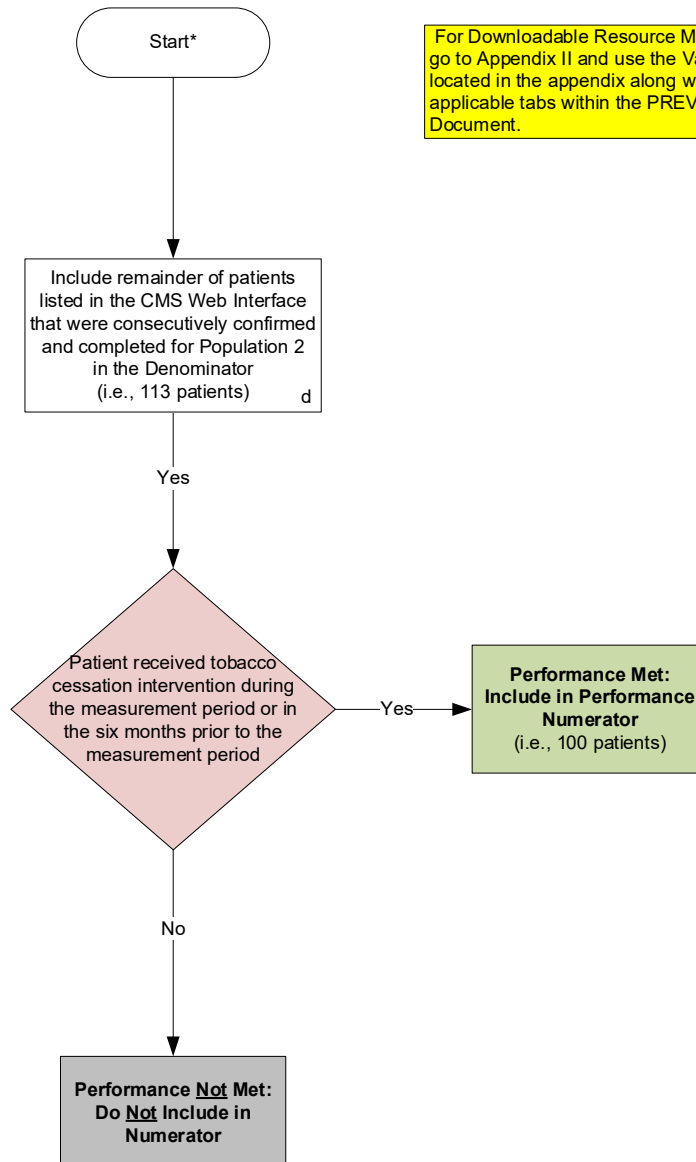 Start*
For Downloadable Resource
go to Appendix II and use the
located in the appendix along
applicable tabs within the
Document.
Include remainder of patients
listed in the CMS Web Interface
that were consecutively confirmed
and completed for Population 2
in the Denominator
(i.e., 113 patients)
d
Yes
Patient received tobacco
cessation intervention during
the measurement period or in
the six months prior to the
measurement period
Yes
Performance Met:
Include in Performance
Numerator
(i.e., 100 patients)
No
Performance Not Met:
Do Not Include in
Numerator